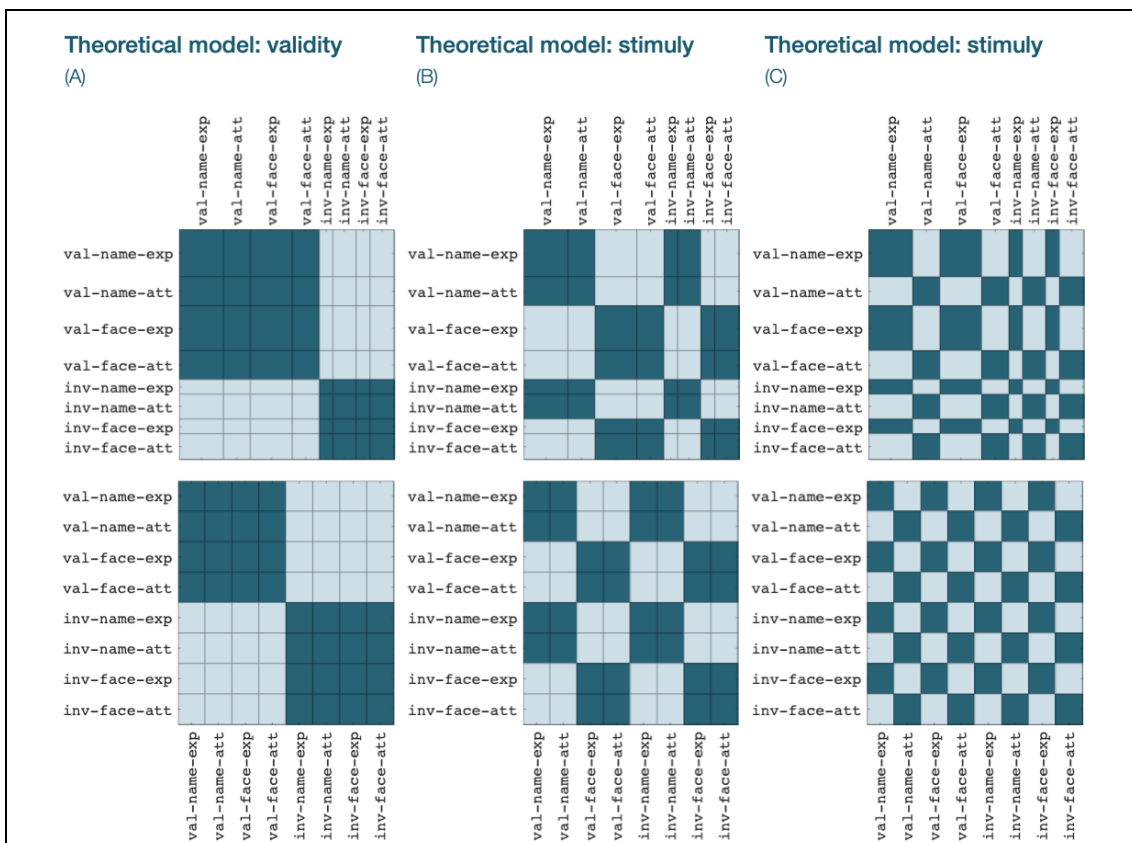 Theoretical model: validity
(A)
Theoretical model: stimuly
(B)
Theoretical model: stimuly
(C)
val-name-exp
val-name-att
val-face-exp
val-face-att
inv-name-exp
inv-name-att
inv-face-exp
inv-face-att
val-name-exp
val-name-att
val-face-exp
val-face-att
inv-name-exp
inv-name-att
inv-face-exp
inv-face-att
val-name-exp
val-name-att
val-face-exp
val-face-att
inv-name-exp
inv-name-att
inv-face-exp
inv-face-att
val-name-exp
val-name-att
val-face-exp
val-face-att
inv-name-exp
inv-name-att
inv-face-exp
inv-face-att
val-name-exp
val-name-att
val-face-exp
val-face-att
inv-name-exp
inv-name-att
inv-face-exp
inv-face-att
val-name-exp
val-name-att
val-face-exp
val-face-att
inv-name-exp
inv-name-att
inv-face-exp
inv-face-att
val-name-exp
val-name-att
val-face-exp
val-face-att
inv-name-exp
inv-name-att
inv-face-exp
inv-face-att
val-name-exp
val-name-att
val-face-exp
val-face-att
inv-name-exp
inv-name-att
inv-face-exp
inv-face-att
val-name-exp
val-name-att
val-face-exp
val-face-att
inv-name-exp
inv-name-att
inv-face-exp
inv-face-att
val-name-exp
val-name-att
val-face-exp
val-face-att
inv-name-exp
inv-name-att
inv-face-exp
inv-face-att
val-name-exp
val-name-att
val-face-exp
val-face-att
inv-name-exp
inv-name-att
inv-face-exp
inv-face-att
val-name-exp
val-name-att
val-face-exp
val-face-att
inv-name-exp
inv-name-att
inv-face-exp
inv-face-att